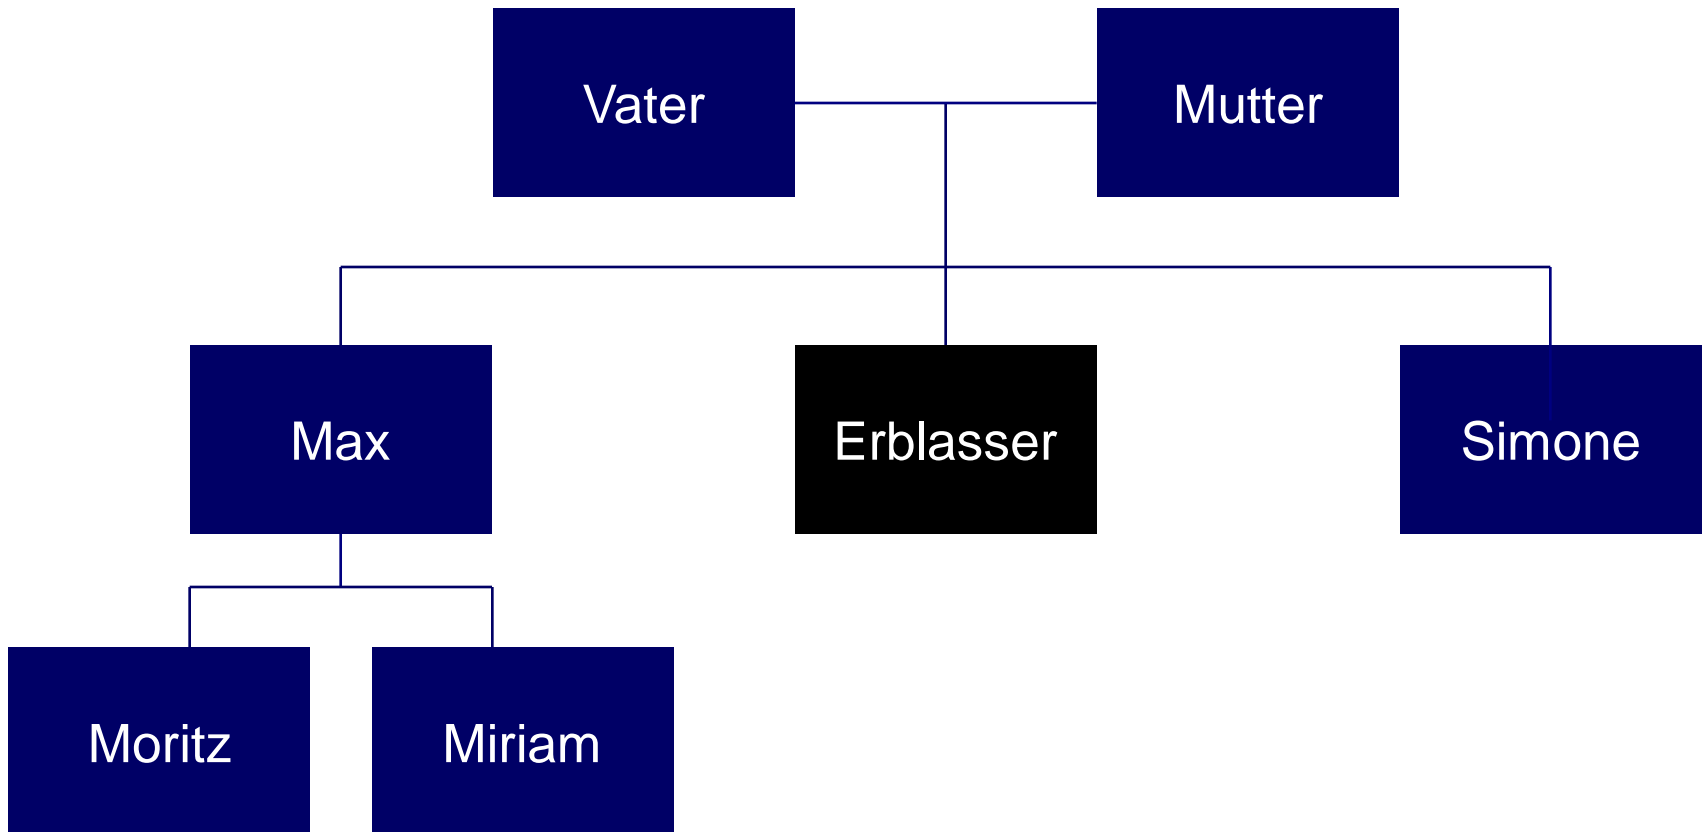 Vater
Mutter
Max
Erblasser
Simone
Moritz
Miriam